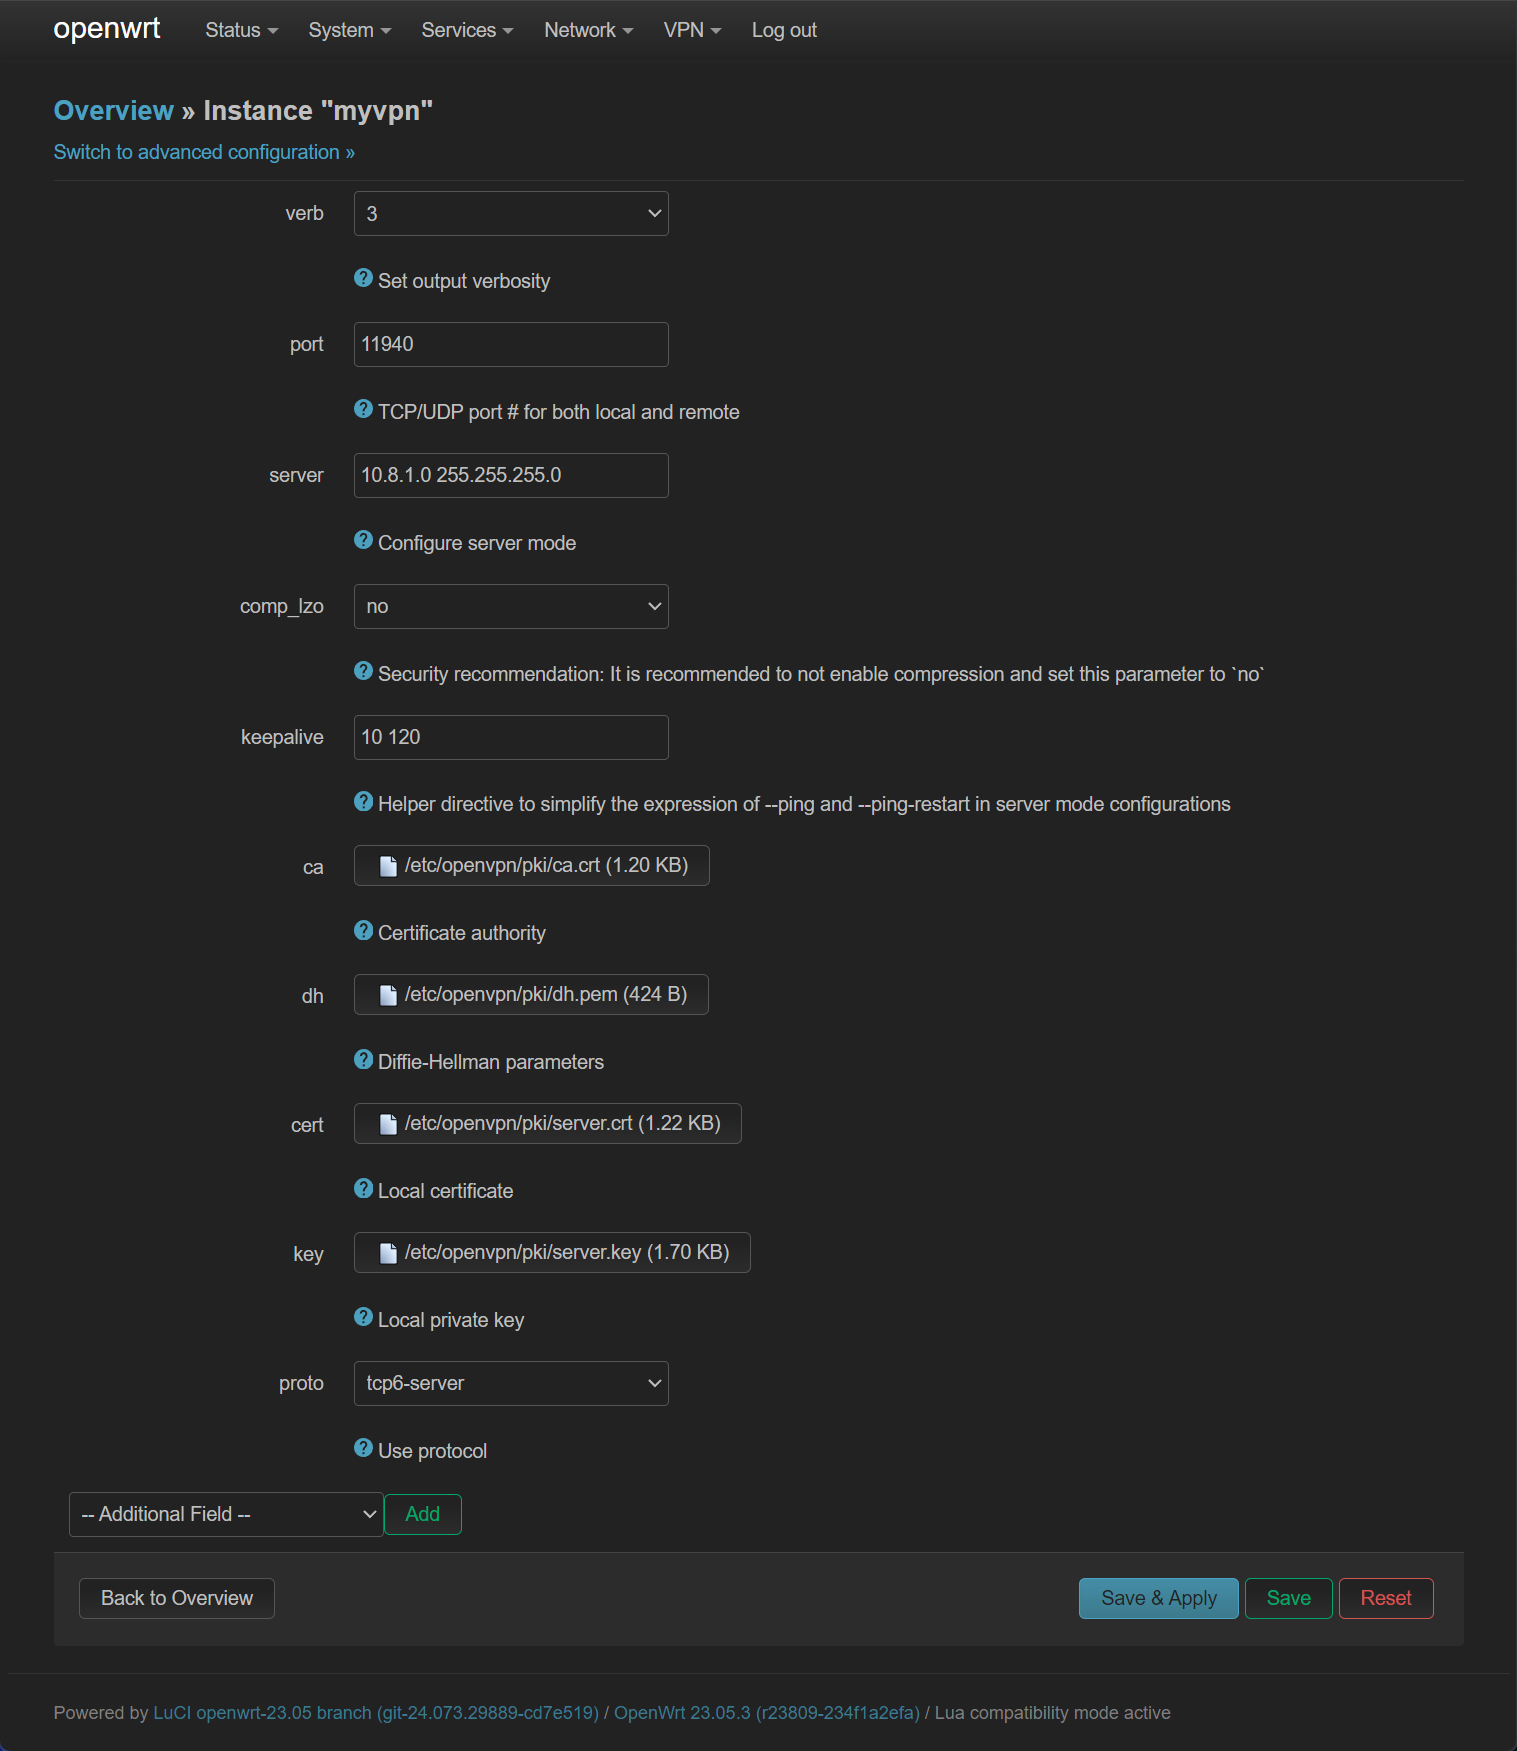 openwrt Status System Services Network VPN Log out
Overview » Instance "myvpn"
Switch to advanced configuration »
verb 3
Set output verbosity
port 11940
TCP/UDP port # for both local and remote
server 10.8.1.0 255.255.255.0
Configure server mode
comp_lzo no
Security recommendation: It is recommended to not enable compression and set this parameter to `no`
keepalive 10 120
Helper directive to simplify the expression of --ping and --ping-restart in server mode configurations
ca /etc/openvpn/pki/ca.crt (1.20 KB)
Certificate authority
dh /etc/openvpn/pki/dh.pem (424 B)
Diffie-Hellman parameters
cert /etc/openvpn/pki/server.crt (1.22 KB)
Local certificate
key /etc/openvpn/pki/server.key (1.70 KB)
Local private key
proto tcp6-server
Use protocol
-- Additional Field -- Add
Back to Overview Save & Apply Save Reset
Powered by LuCI openwrt-23.05 branch (git-24.073.29889-cd7e519) / OpenWrt 23.05.3 (r23809-234f1a2efa) / Lua compatibility mode active